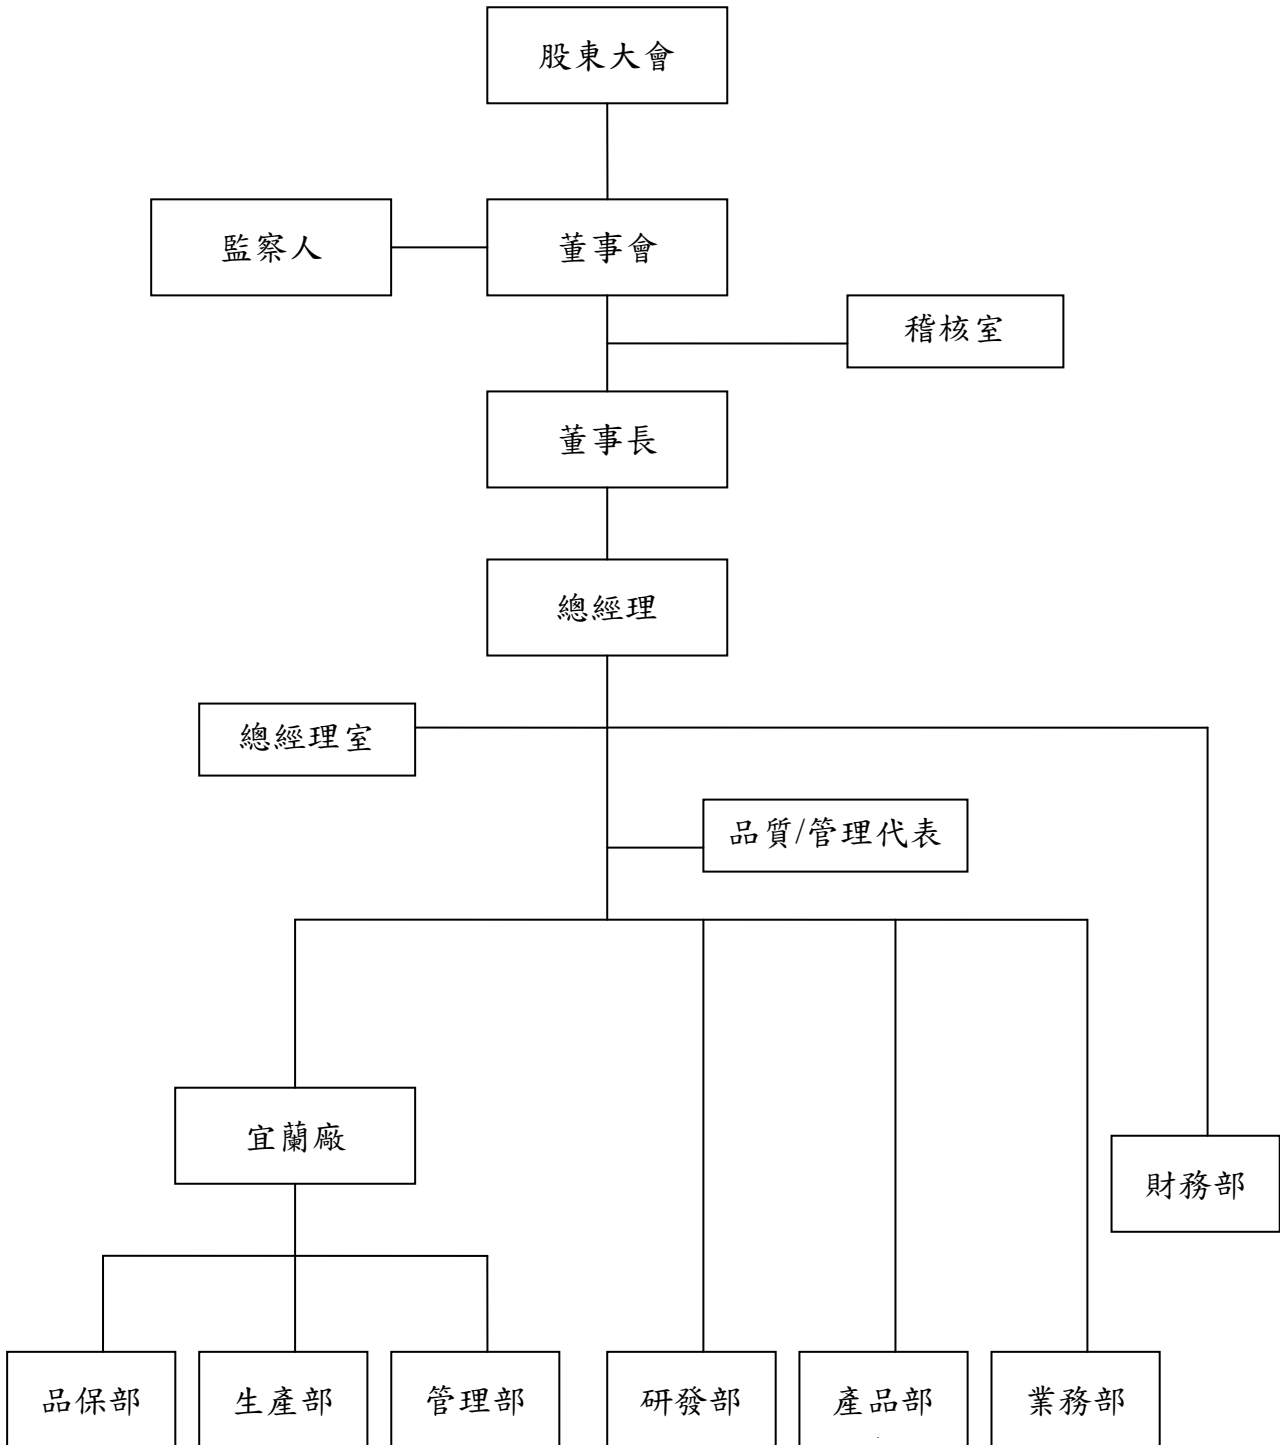 股東大會
監察人
董事會
稽核室
董事長
總經理
總經理室
品質/管理代表
宜蘭廠
財務部
品保部
生產部
管理部
研發部
產品部
業務部